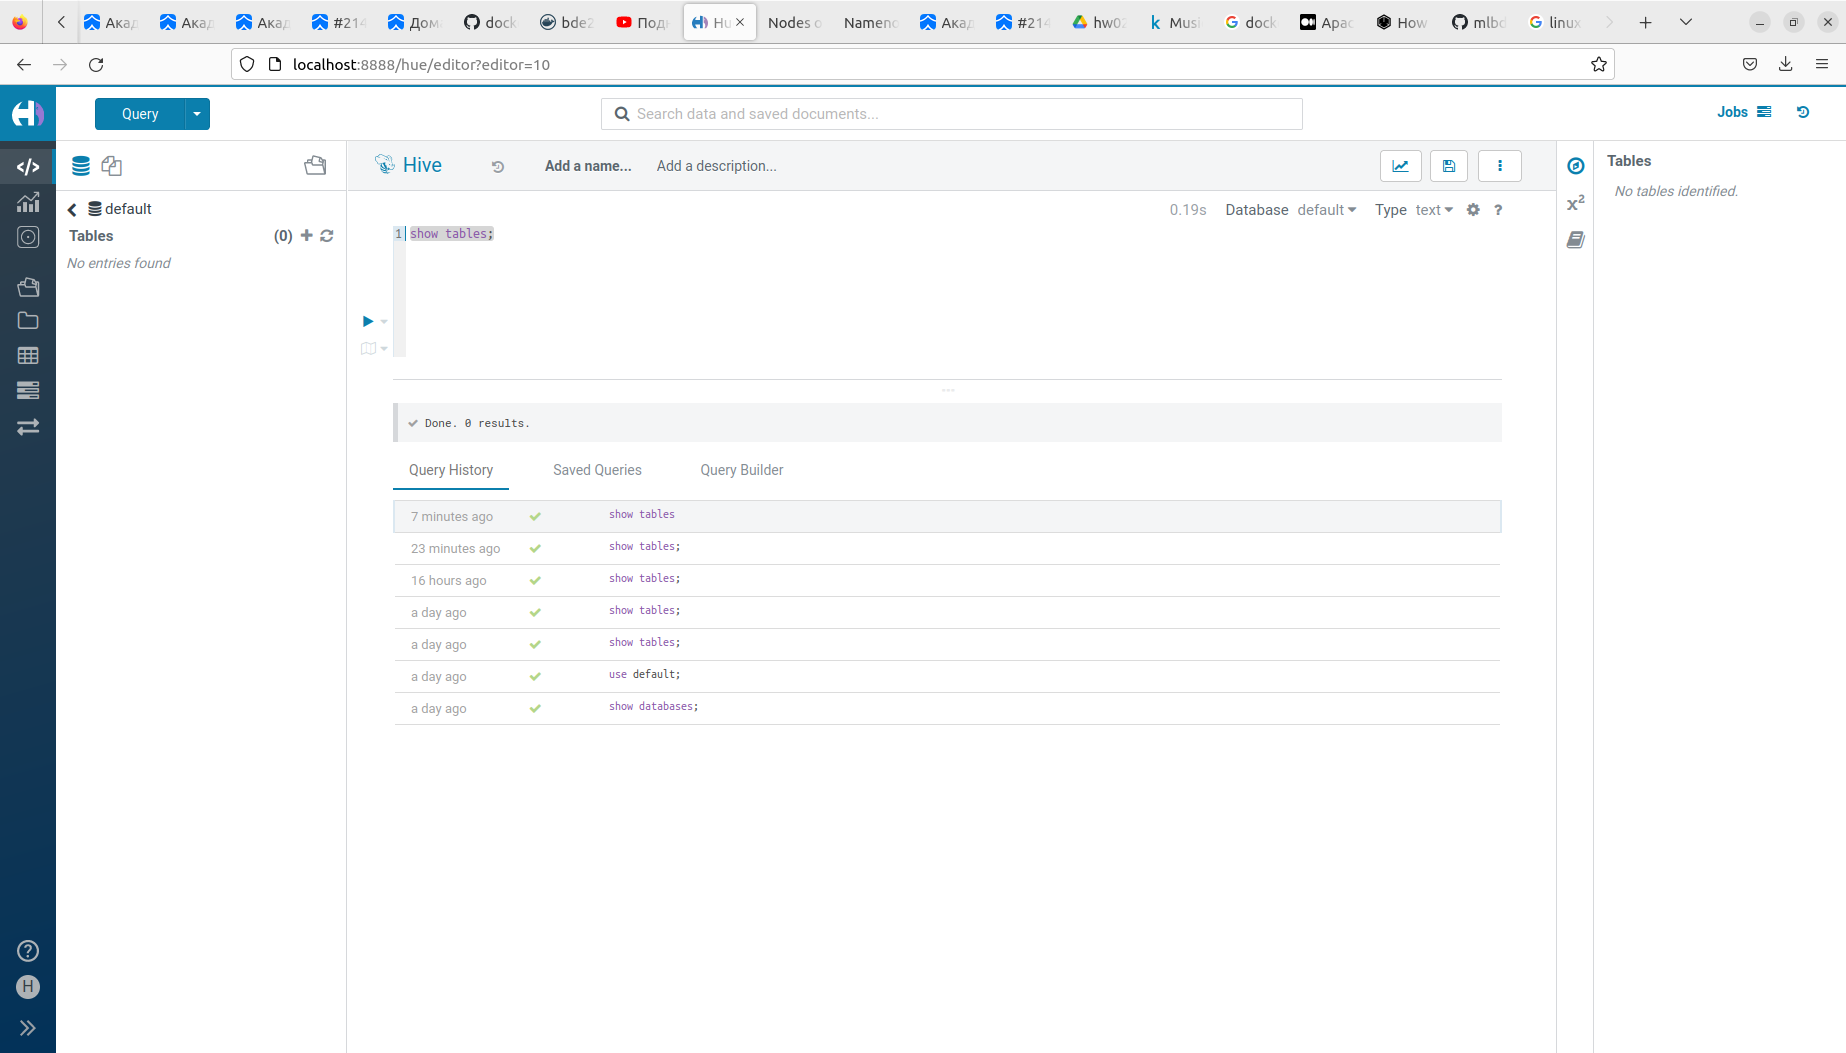 Акад
Акад
Акад
#214
Дом
dock
bde2
Под
Hu
Nodes o
Nameno
Акад
#214
hw02
Musi
dock
Apac
How
mlbd
linux
localhost:8888/hue/editor?editor=10
Query
Search data and saved documents...
Jobs
Hive
Add a name...
Add a description...
Tables
No tables identified.
default
Tables
(0)
No entries found
0.19s
Database
default
Type
text
?
x²
1
show tables;
Done. 0 results.
Query History
Saved Queries
Query Builder
7 minutes ago
show tables
23 minutes ago
show tables;
16 hours ago
show tables;
a day ago
show tables;
a day ago
show tables;
a day ago
use default;
a day ago
show databases;
H